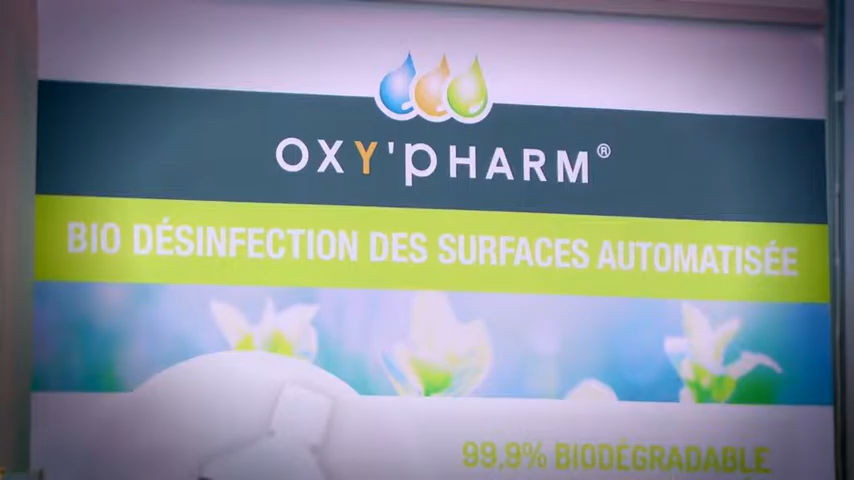 OXY'PHARM®
BIO DÉSINFECTION DES SURFACES AUTOMATISÉE
99,9% BIODÉGRADABLE